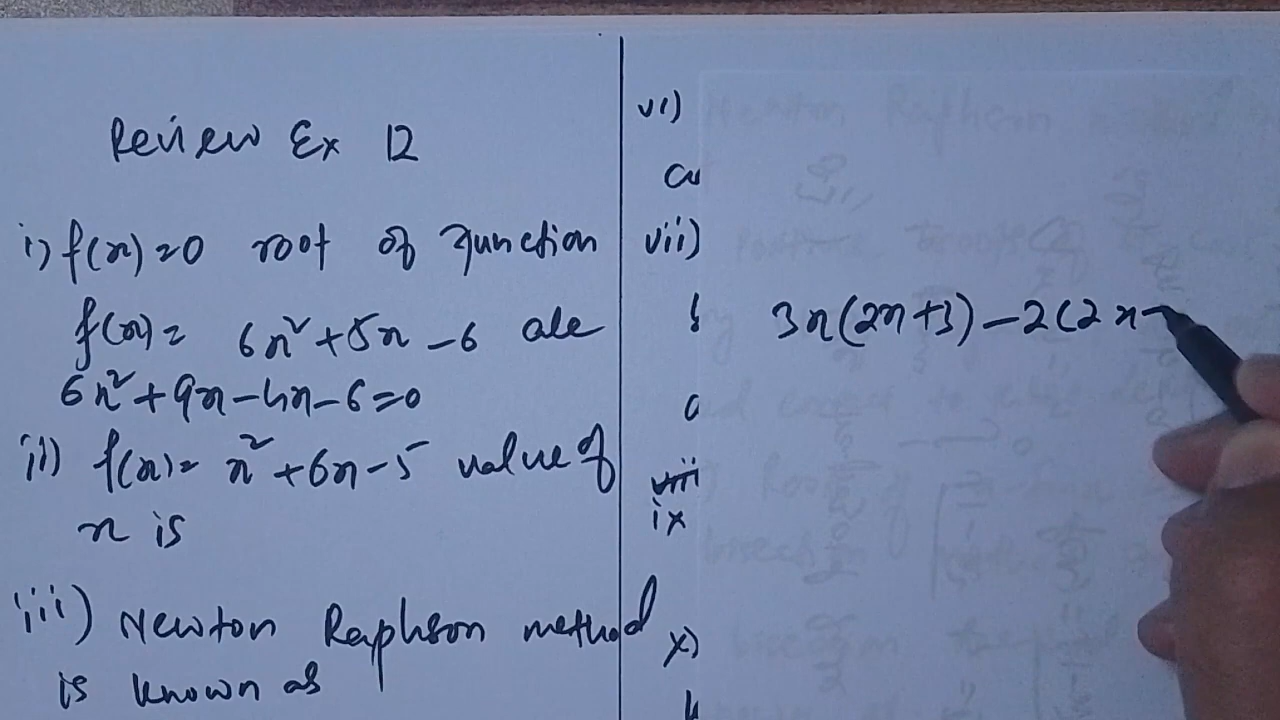 Review Ex 12
i) f(x)=0 root of function
f(x)= 6x²+5x-6 are
6x²+9x-4x-6=0
ii) f(x)= x²+6x-5 value of
x is
iii) Newton Raphson method
is known as
vi)
vii)
3x(2x+3)-2(2x
viii
ix
x)